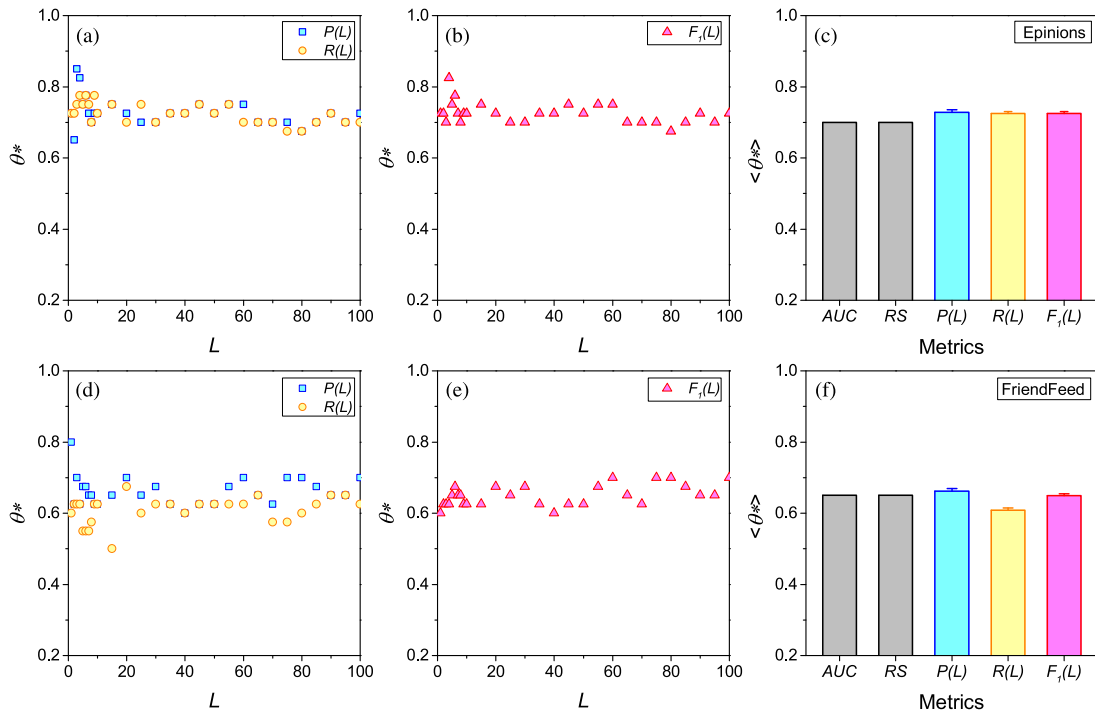 (a)
P(L)
R(L)
1.0
0.8
0.6
0.4
0.2
θ*
0 20 40 60 80 100
L
(b)
F₁(L)
1.0
0.8
0.6
0.4
0.2
θ*
0 20 40 60 80 100
L
(c)
Epinions
1.0
0.8
0.6
0.4
0.2
<θ*>
AUC RS P(L) R(L) F₁(L)
Metrics
(d)
P(L)
R(L)
1.0
0.8
0.6
0.4
0.2
θ*
0 20 40 60 80 100
L
(e)
F₁(L)
1.0
0.8
0.6
0.4
0.2
θ*
0 20 40 60 80 100
L
(f)
FriendFeed
1.0
0.8
0.6
0.4
0.2
<θ*>
AUC RS P(L) R(L) F₁(L)
Metrics